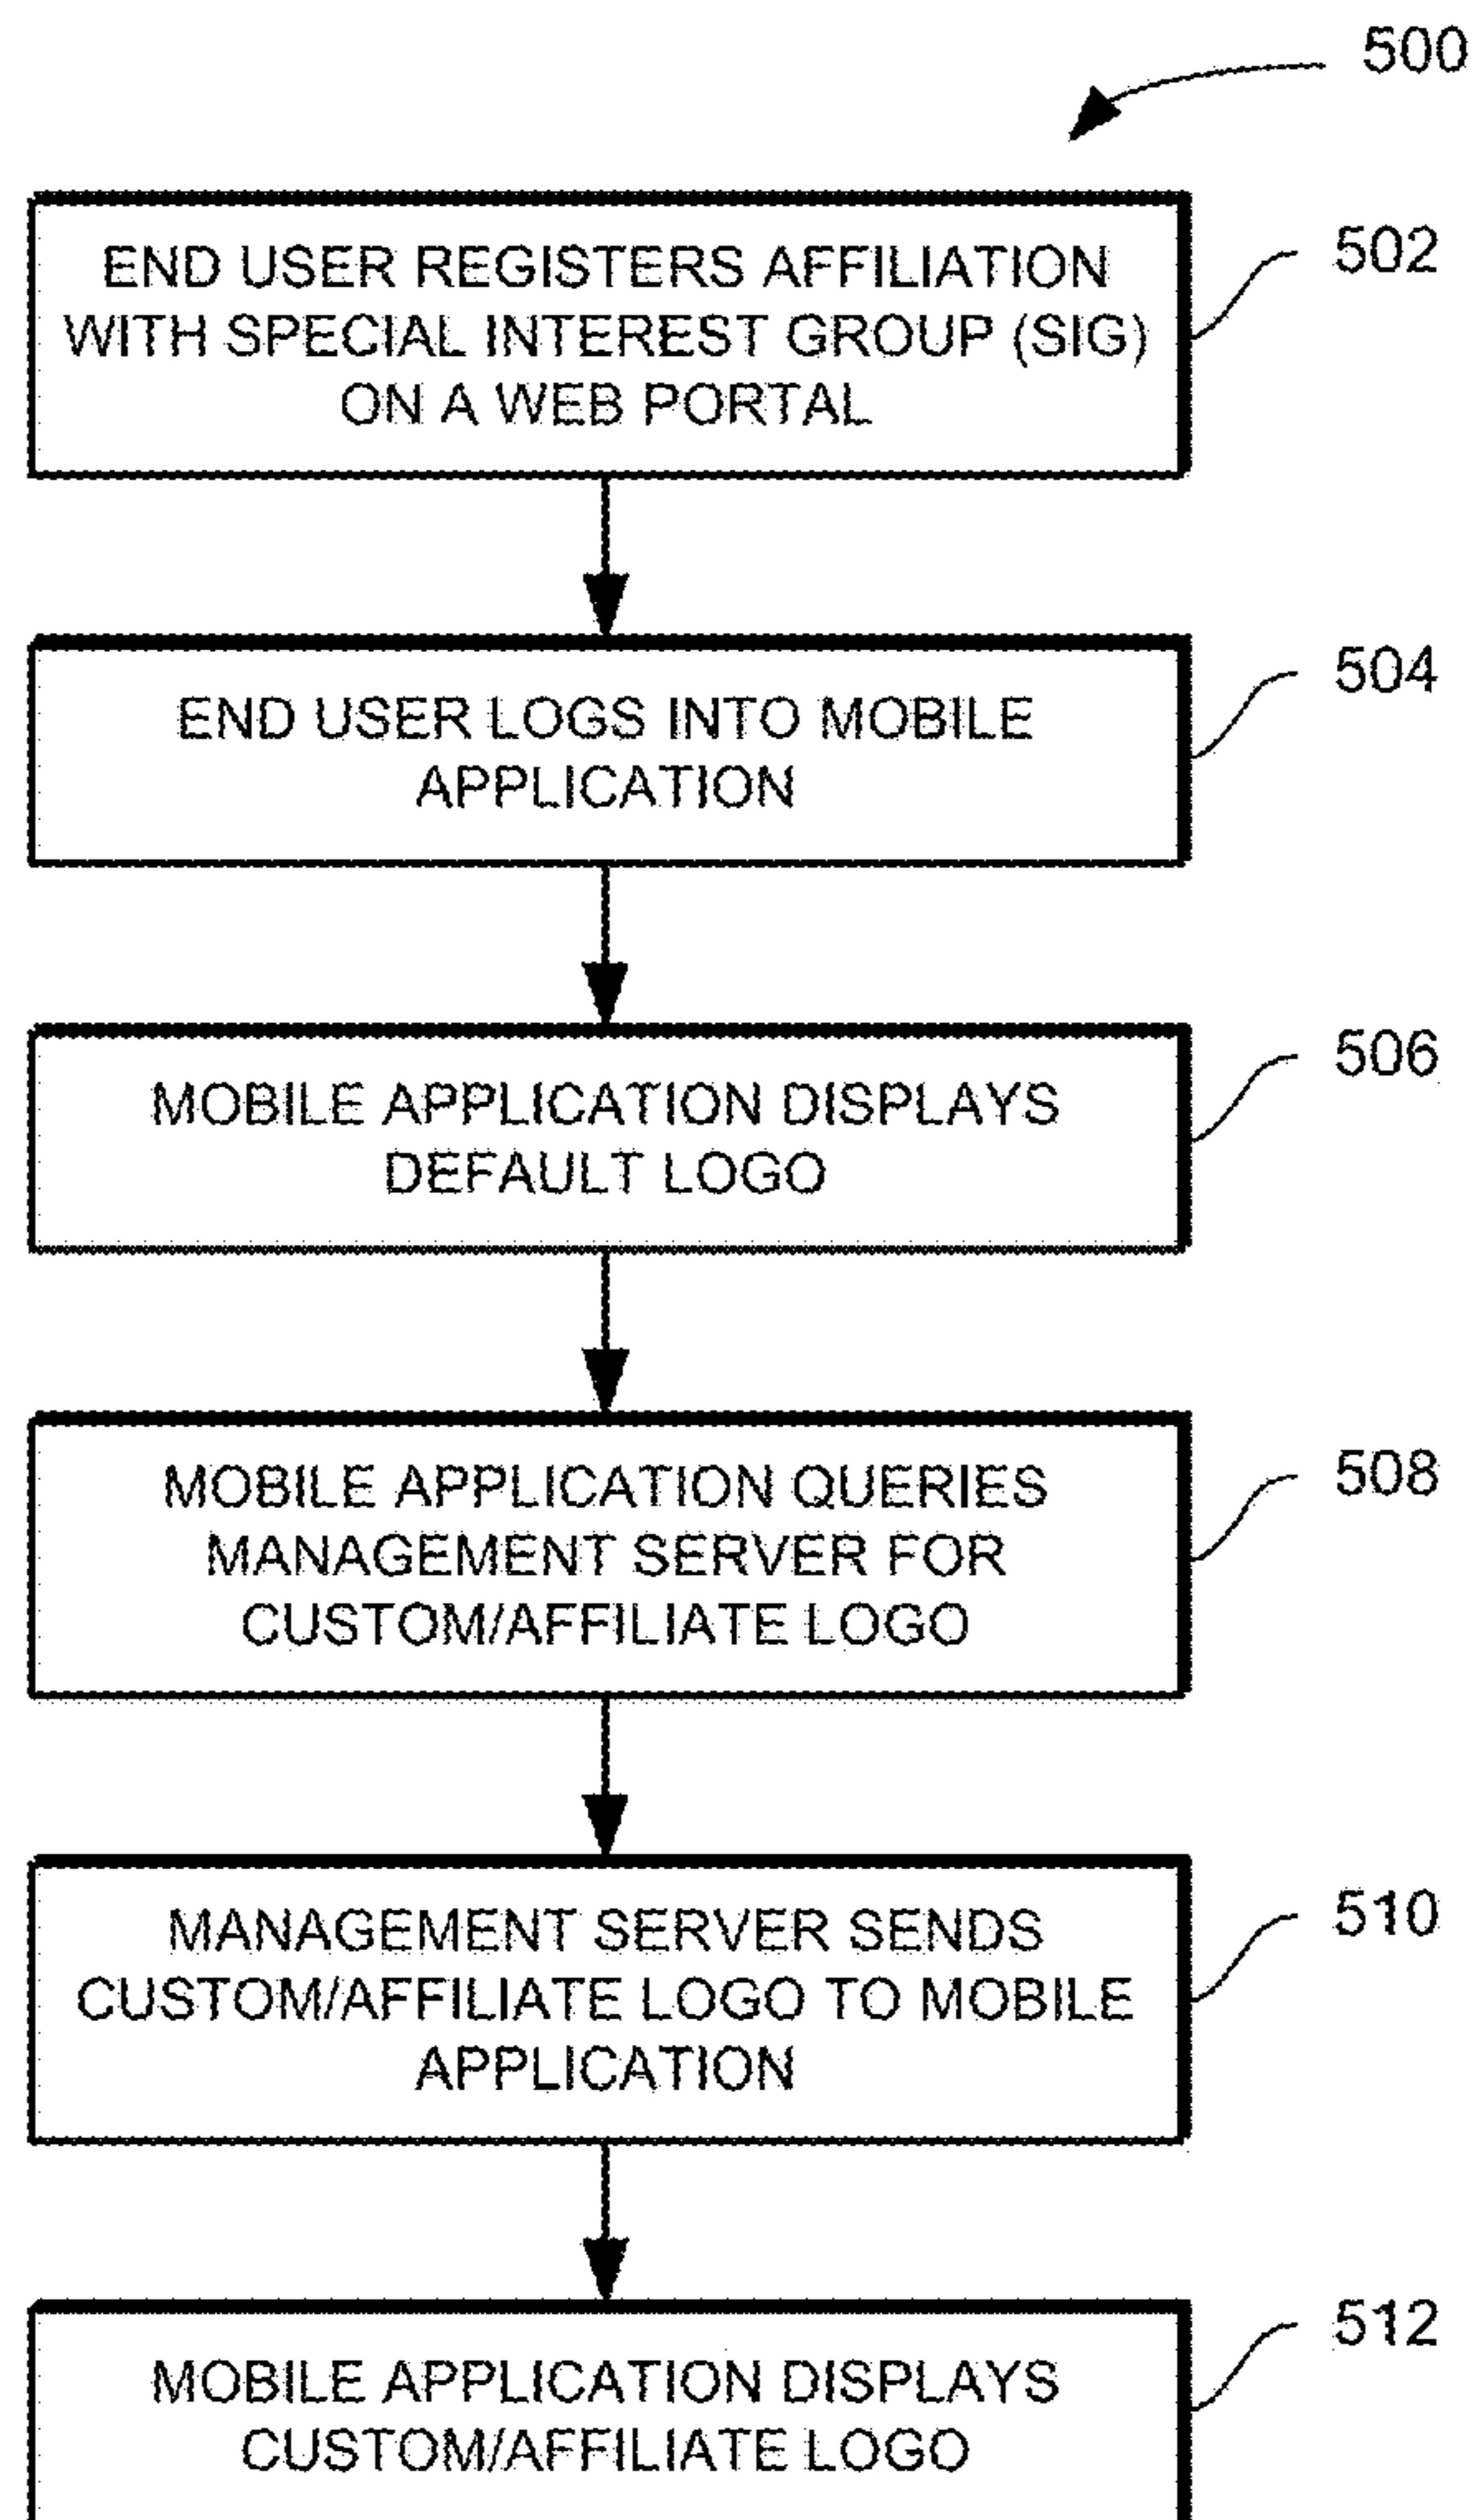 500
END USER REGISTERS AFFILIATION
WITH SPECIAL INTEREST GROUP (SIG)
ON A WEB PORTAL
502
END USER LOGS INTO MOBILE
APPLICATION
504
MOBILE APPLICATION DISPLAYS
DEFAULT LOGO
506
MOBILE APPLICATION QUERIES
MANAGEMENT SERVER FOR
CUSTOM/AFFILIATE LOGO
508
MANAGEMENT SERVER SENDS
CUSTOM/AFFILIATE LOGO TO MOBILE
APPLICATION
510
MOBILE APPLICATION DISPLAYS
CUSTOM/AFFILIATE LOGO
512